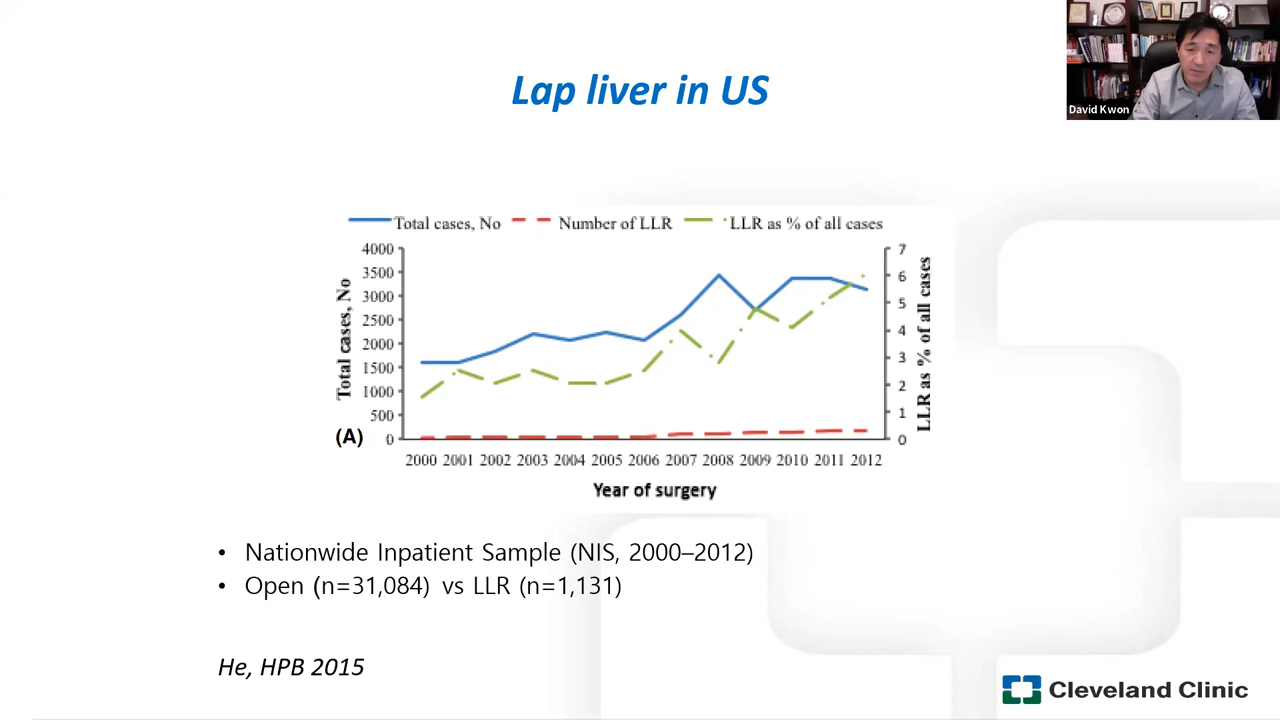 David Kwon
Lap liver in US
Total cases, No
Number of LLR
LLR as % of all cases
4000
3500
3000
2500
2000
1500
1000
500
0
Total cases, No
7
6
5
4
3
2
1
0
LLR as % of all cases
(A)
2000 2001 2002 2003 2004 2005 2006 2007 2008 2009 2010 2011 2012
Year of surgery
• Nationwide Inpatient Sample (NIS, 2000–2012)
• Open (n=31,084) vs LLR (n=1,131)
He, HPB 2015
Cleveland Clinic